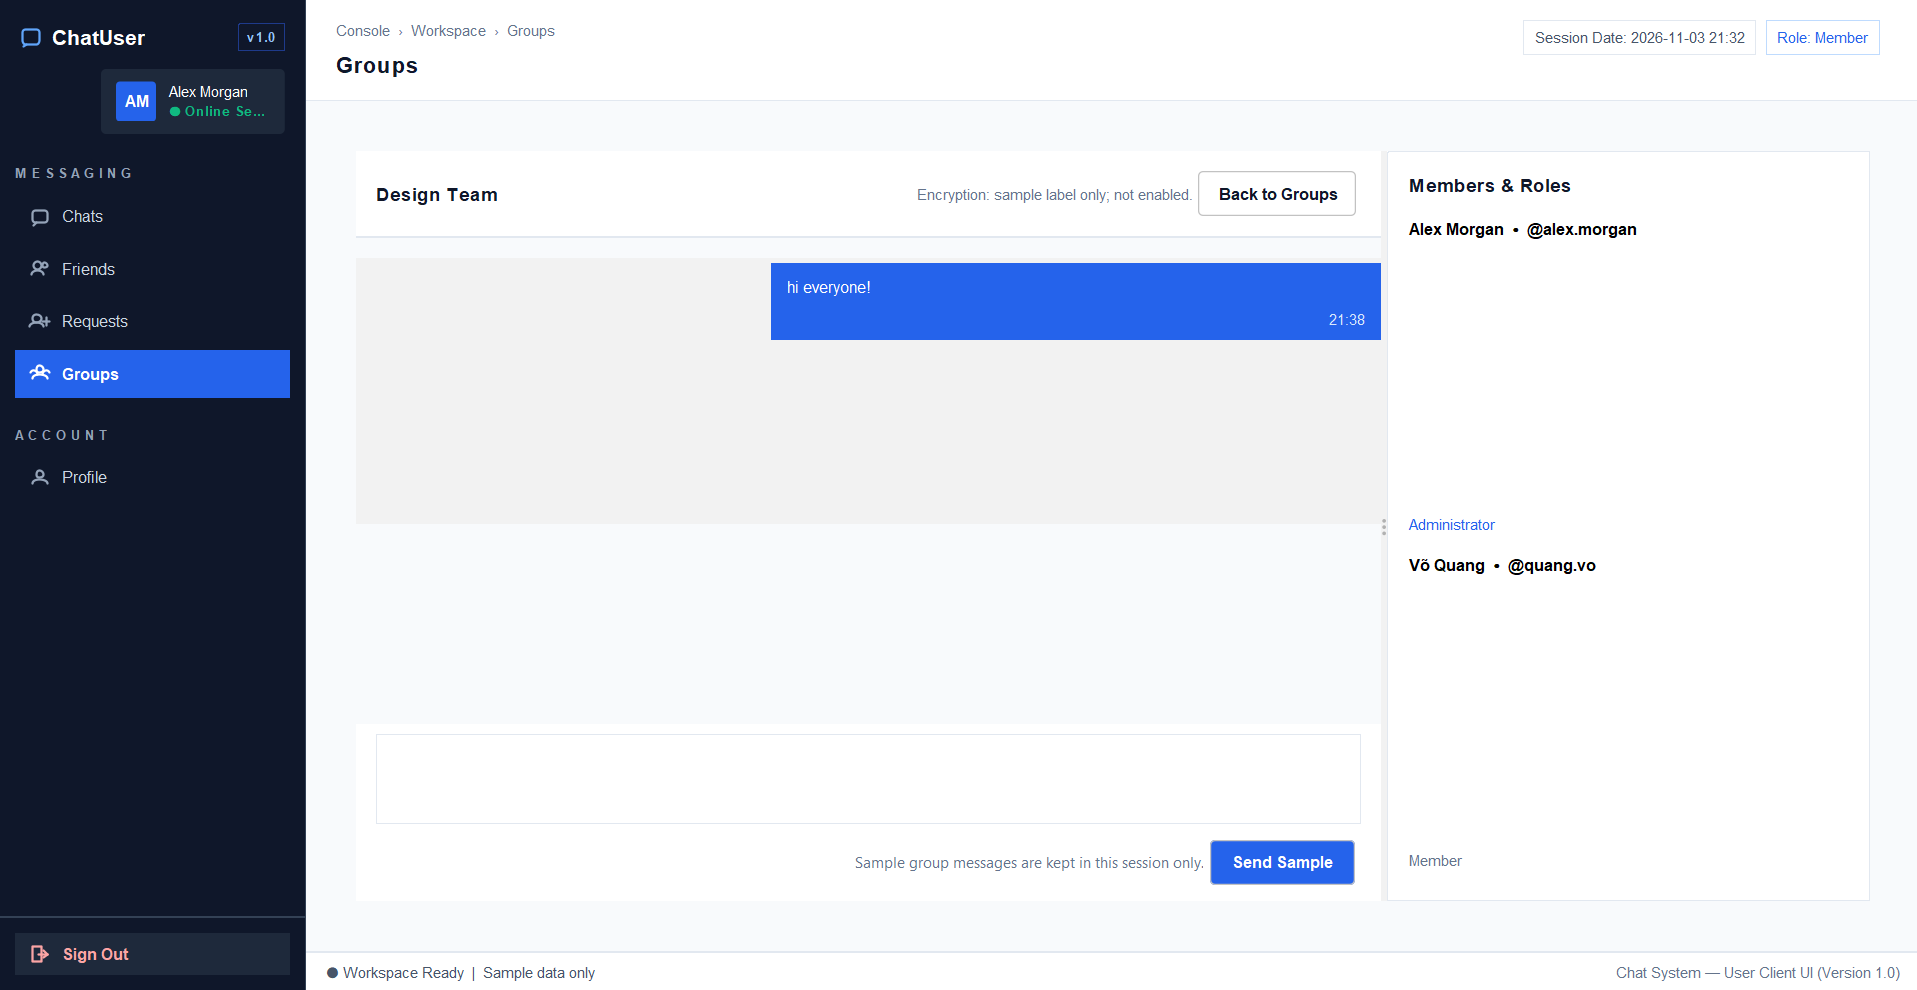 ChatUser
v1.0
AM
Alex Morgan
Online Se...
MESSAGING
Chats
Friends
Requests
Groups
ACCOUNT
Profile
Sign Out
Console › Workspace › Groups
Groups
Session Date: 2026-11-03 21:32
Role: Member
Design Team
Encryption: sample label only; not enabled.
Back to Groups
hi everyone!
21:38
Sample group messages are kept in this session only.
Send Sample
Members & Roles
Alex Morgan • @alex.morgan
Administrator
Võ Quang • @quang.vo
Member
Workspace Ready | Sample data only
Chat System — User Client UI (Version 1.0)